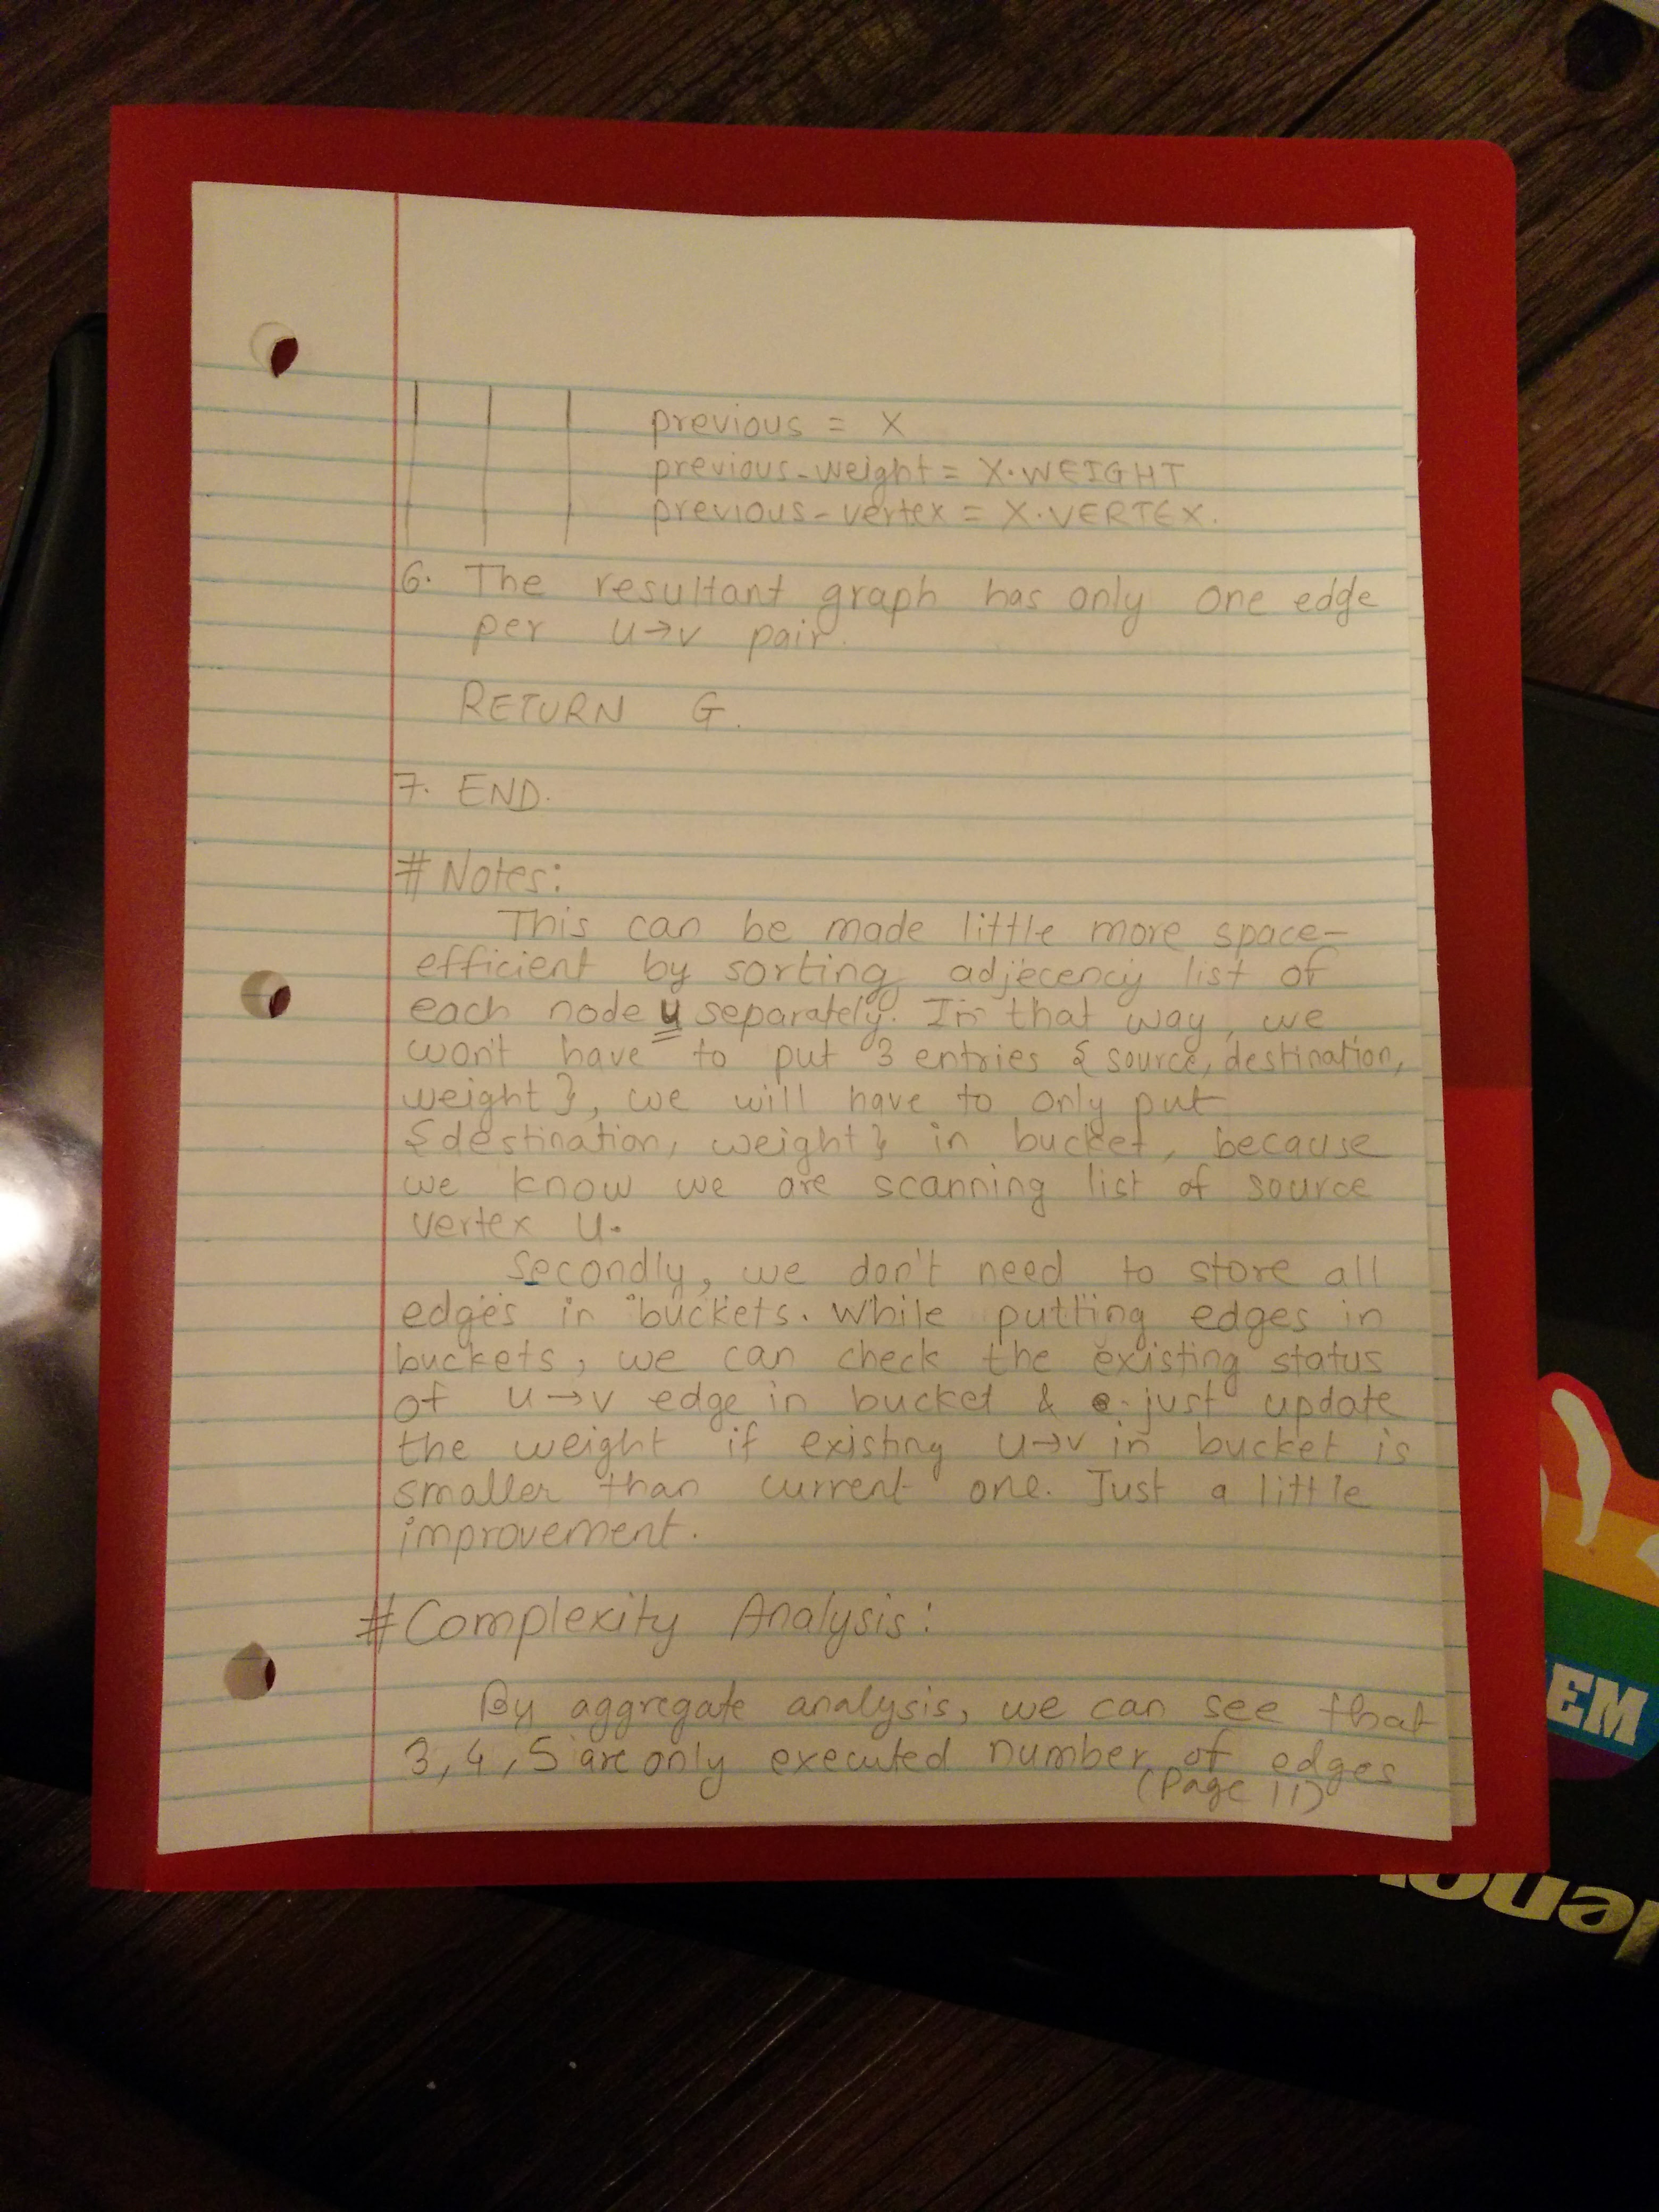 previous = X
previous-weight = X.WEIGHT
previous-vertex = X.VERTEX.
6. The resultant graph has only one edge
per u→v pair.
RETURN G.
7. END.
# Notes:
This can be made little more space-
efficient by sorting adjecency list of
each node u separately. In that way, we
won't have to put 3 entries { source, destination,
weight }, we will have to only put
{ destination, weight } in bucket, because
we know we are scanning list of source
vertex u.
Secondly, we don't need to store all
edges in buckets. While putting edges in
buckets, we can check the existing status
of u→v edge in bucket & just update
the weight if existing u→v in bucket is
smaller than current one. Just a little
improvement.
# Complexity Analysis:
By aggregate analysis, we can see that
3, 4, 5 are only executed number of edges
(Page 11)
EM